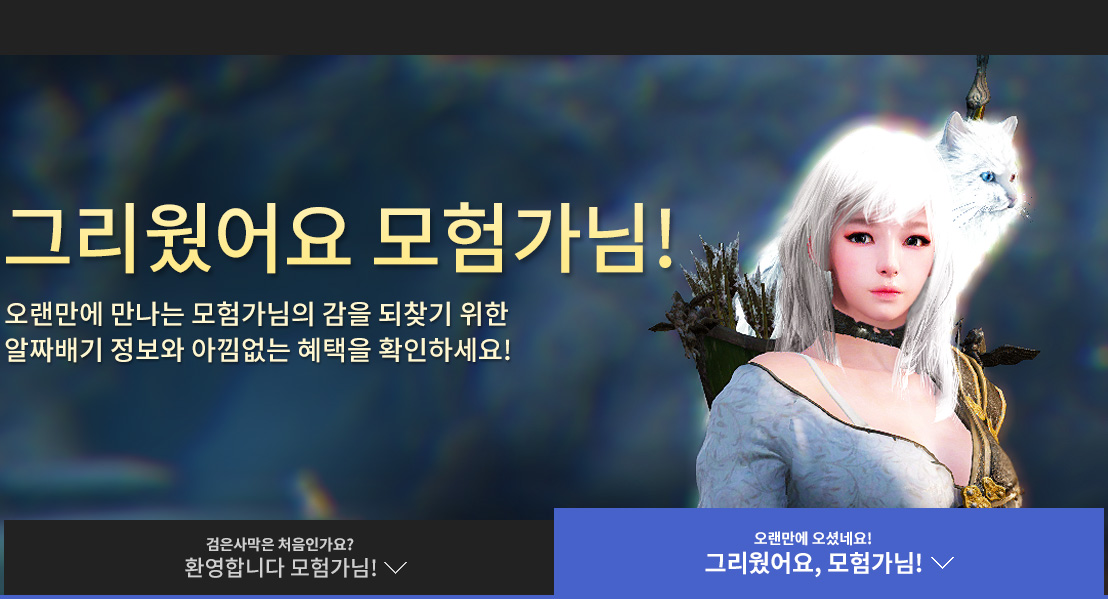 그리웠어요 모험가님!
오랜만에 만나는 모험가님의 감을 되찾기 위한
알짜배기 정보와 아낌없는 혜택을 확인하세요!
검은사막은 처음인가요?
환영합니다 모험가님!
오랜만에 오셨네요!
그리웠어요, 모험가님!